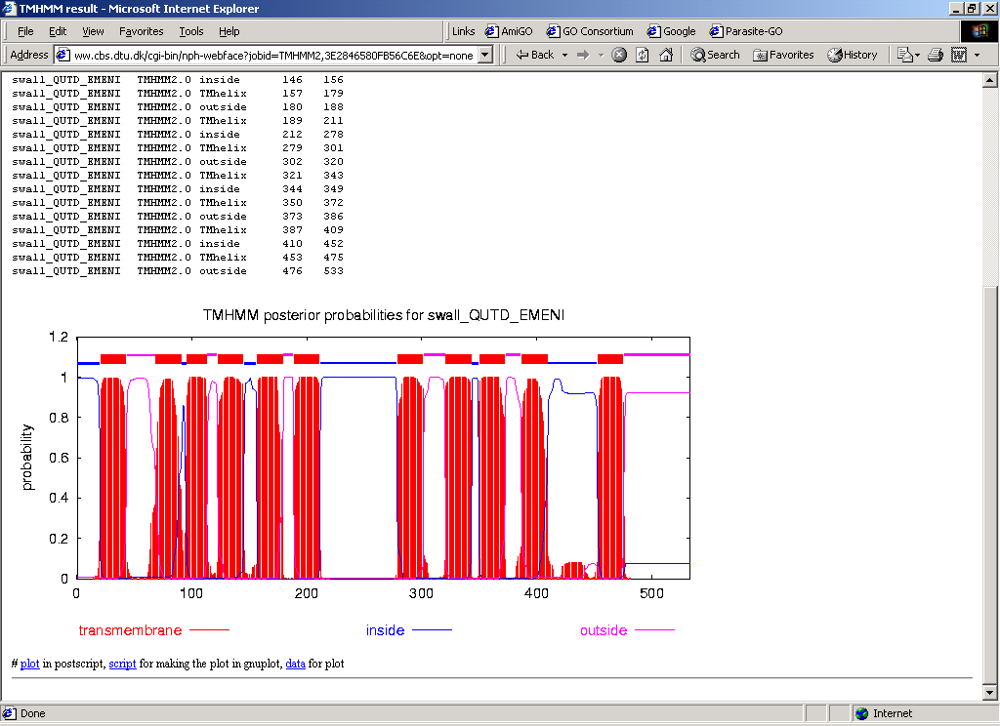 TMHMM result - Microsoft Internet Explorer
File Edit View Favorites Tools Help Links AmiGO GO Consortium Google Parasite-GO
Address ww.cbs.dtu.dk/cgi-bin/nph-webface?jobid=TMHMM2,3E2846580FB56C6E&opt=none Back Search Favorites History
swall_QUTD_EMENI TMHMM2.0 inside 146 156
swall_QUTD_EMENI TMHMM2.0 TMhelix 157 179
swall_QUTD_EMENI TMHMM2.0 outside 180 188
swall_QUTD_EMENI TMHMM2.0 TMhelix 189 211
swall_QUTD_EMENI TMHMM2.0 inside 212 278
swall_QUTD_EMENI TMHMM2.0 TMhelix 279 301
swall_QUTD_EMENI TMHMM2.0 outside 302 320
swall_QUTD_EMENI TMHMM2.0 TMhelix 321 343
swall_QUTD_EMENI TMHMM2.0 inside 344 349
swall_QUTD_EMENI TMHMM2.0 TMhelix 350 372
swall_QUTD_EMENI TMHMM2.0 outside 373 386
swall_QUTD_EMENI TMHMM2.0 TMhelix 387 409
swall_QUTD_EMENI TMHMM2.0 inside 410 452
swall_QUTD_EMENI TMHMM2.0 TMhelix 453 475
swall_QUTD_EMENI TMHMM2.0 outside 476 533
TMHMM posterior probabilities for swall_QUTD_EMENI
1.2
1
0.8
0.6
0.4
0.2
0
probability
0 100 200 300 400 500
transmembrane inside outside
# plot in postscript, script for making the plot in gnuplot, data for plot
Done Internet